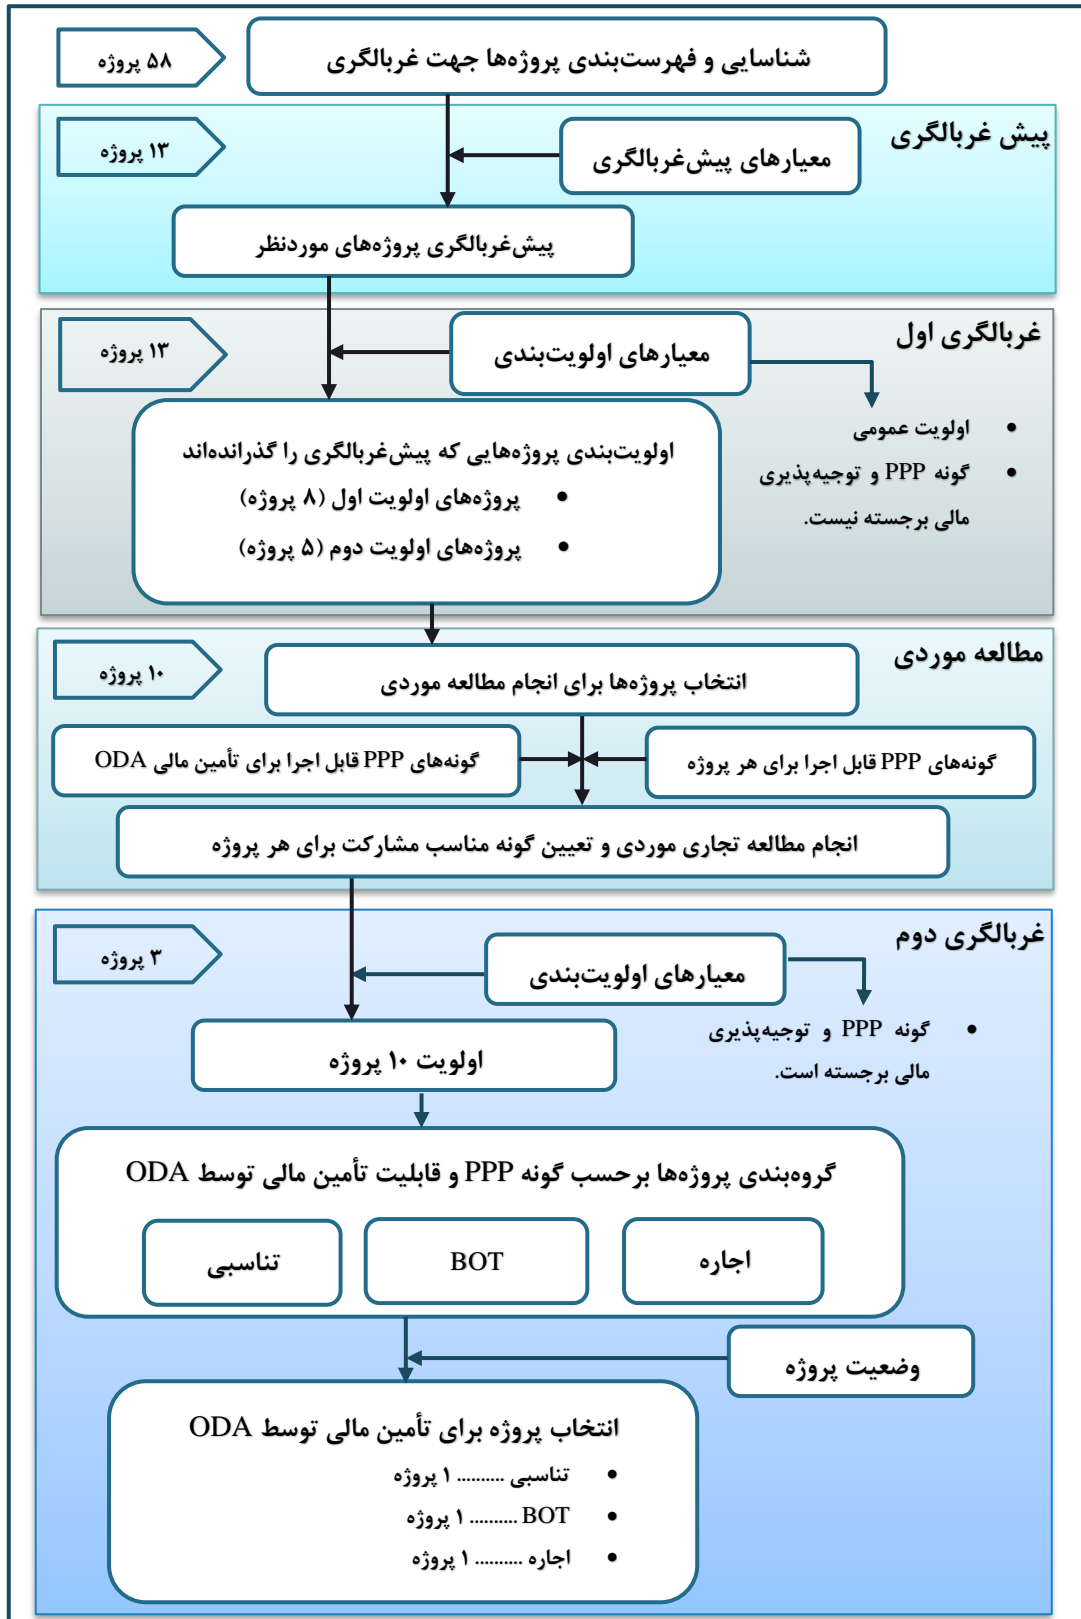 شناسایی و فهرست‌بندی پروژه‌ها جهت غربالگری
۵۸ پروژه
پیش غربالگری
۱۳ پروژه
معیارهای پیش‌غربالگری
پیش‌غربالگری پروژه‌های موردنظر
غربالگری اول
۱۳ پروژه
معیارهای اولویت‌بندی
• اولویت عمومی
• گونه PPP و توجیه‌پذیری
مالی برجسته نیست.
اولویت‌بندی پروژه‌هایی که پیش‌غربالگری را گذرانده‌اند
• پروژه‌های اولویت اول (۸ پروژه)
• پروژه‌های اولویت دوم (۵ پروژه)
مطالعه موردی
۱۰ پروژه
انتخاب پروژه‌ها برای انجام مطالعه موردی
گونه‌های PPP قابل اجرا برای هر پروژه
گونه‌های PPP قابل اجرا برای تأمین مالی ODA
انجام مطالعه تجاری موردی و تعیین گونه مناسب مشارکت برای هر پروژه
غربالگری دوم
۳ پروژه
معیارهای اولویت‌بندی
• گونه PPP و توجیه‌پذیری
مالی برجسته است.
اولویت ۱۰ پروژه
گروه‌بندی پروژه‌ها برحسب گونه PPP و قابلیت تأمین مالی توسط ODA
اجاره
BOT
تناسبی
وضعیت پروژه
انتخاب پروژه برای تأمین مالی توسط ODA
• تناسبی .......... ۱ پروژه
• BOT .......... ۱ پروژه
• اجاره .......... ۱ پروژه